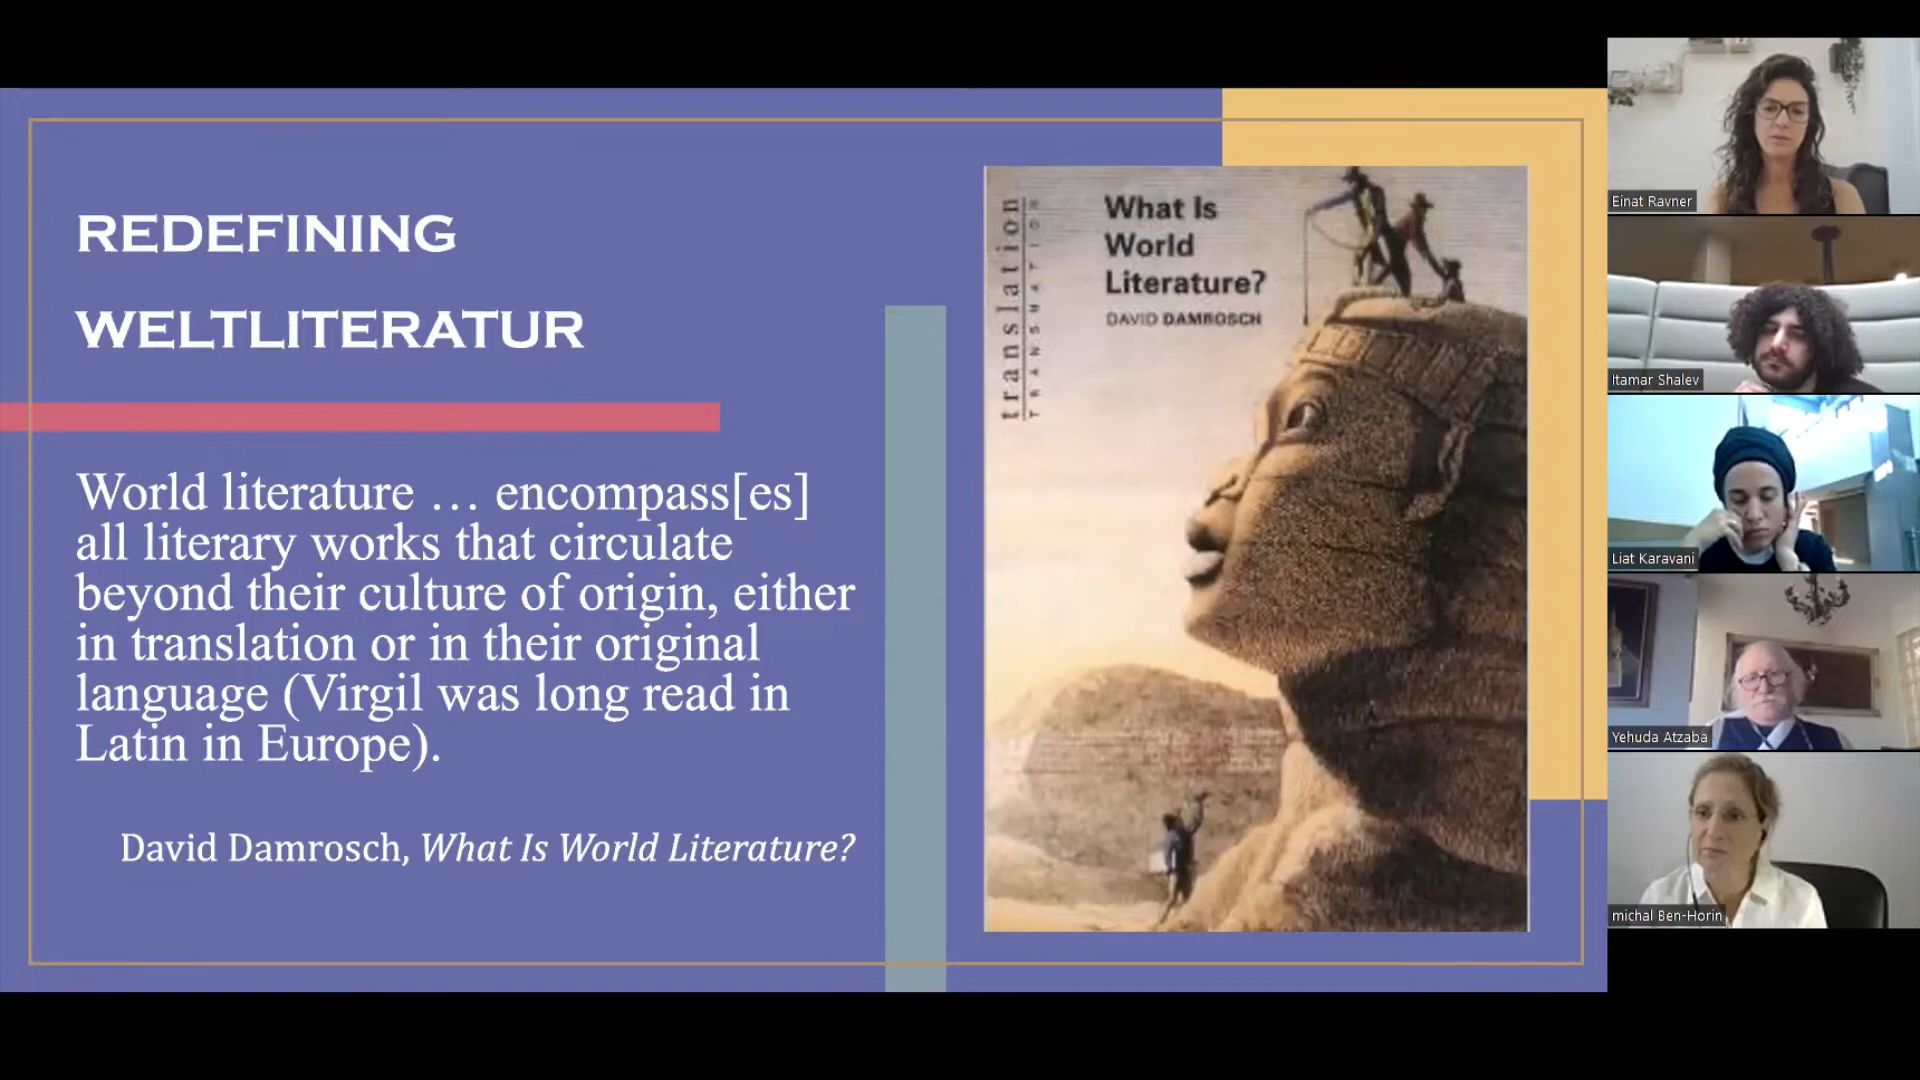 REDEFINING
WELTLITERATUR
World literature … encompass[es]
all literary works that circulate
beyond their culture of origin, either
in translation or in their original
language (Virgil was long read in
Latin in Europe).
David Damrosch, What Is World Literature?
translation
TRANSNATION
What Is
World
Literature?
DAVID DAMROSCH
Einat Ravner
Itamar Shalev
Liat Karavani
Yehuda Atzaba
michal Ben-Horin